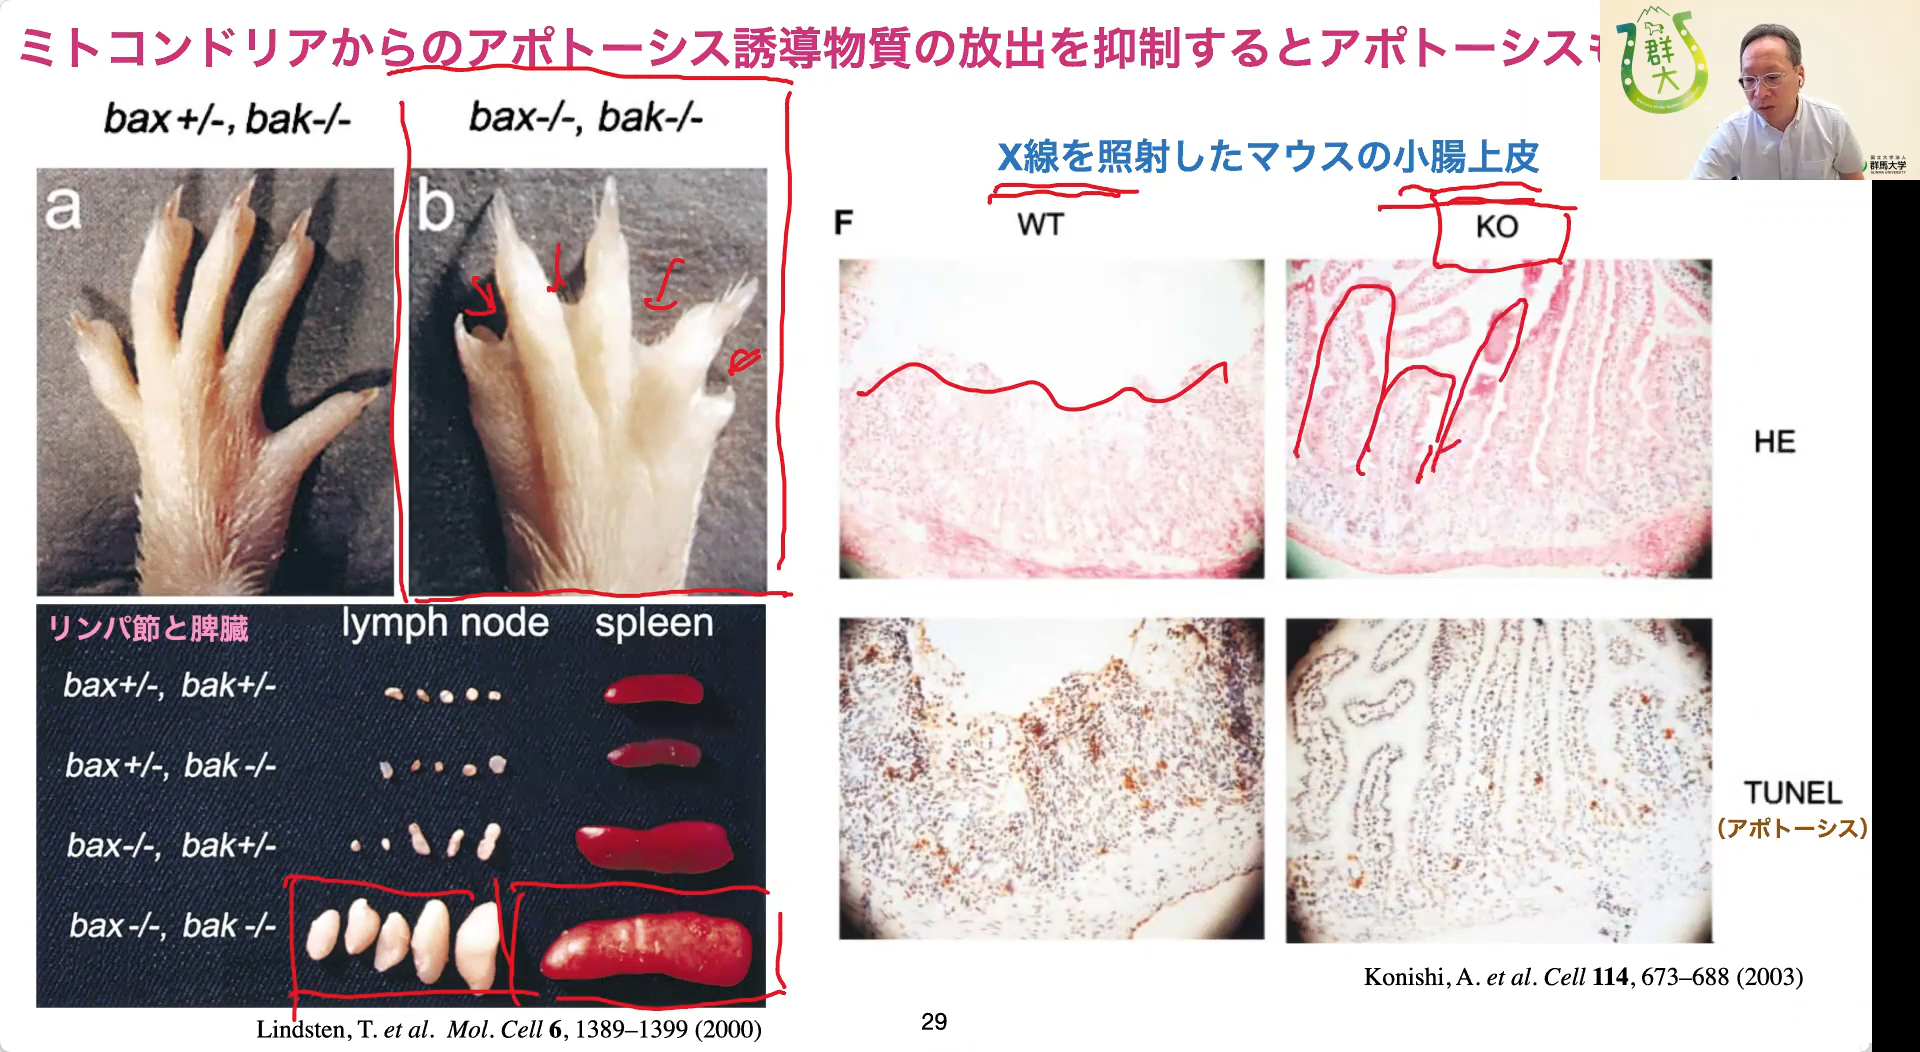 ミトコンドリアからのアポトーシス誘導物質の放出を抑制するとアポトーシスも
bax+/-, bak-/-
bax-/-, bak-/-
a
b
リンパ節と脾臓
lymph node
spleen
bax+/-, bak+/-
bax+/-, bak-/-
bax-/-, bak+/-
bax-/-, bak-/-
Lindsten, T. et al. Mol. Cell 6, 1389–1399 (2000)
X線を照射したマウスの小腸上皮
F
WT
KO
HE
TUNEL
（アポトーシス）
Konishi, A. et al. Cell 114, 673–688 (2003)
29
群
大
群馬大学